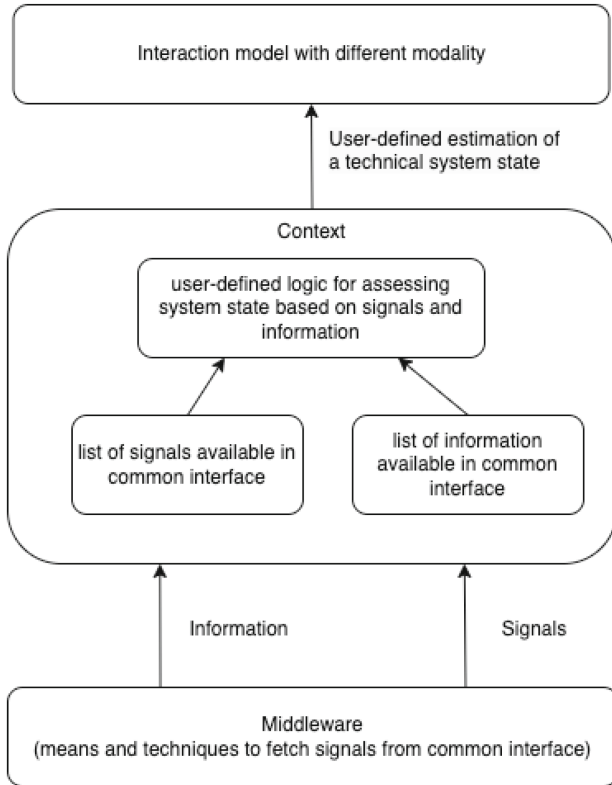 Interaction model with different modality
User-defined estimation of
a technical system state
Context
user-defined logic for assessing
system state based on signals and
information
list of signals available in
common interface
list of information
available in common
interface
Information
Signals
Middleware
(means and techniques to fetch signals from common interface)